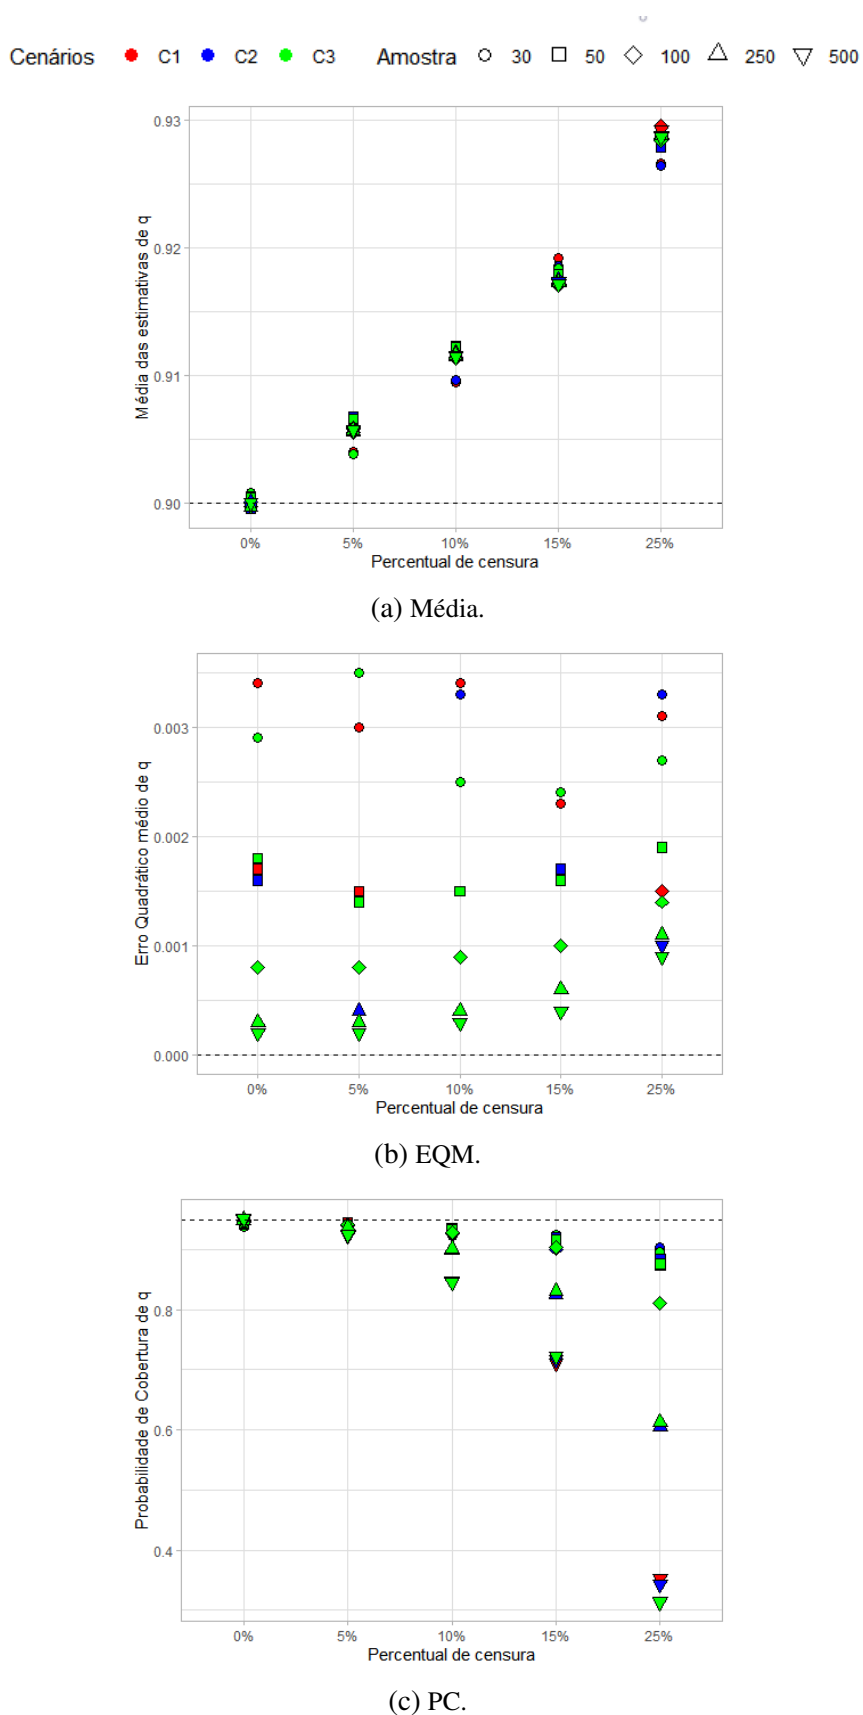 Cenários C1 C2 C3 Amostra 30 50 100 250 500
Média das estimativas de q
0.93
0.92
0.91
0.90
0% 5% 10% 15% 25%
Percentual de censura
(a) Média.
Erro Quadrático médio de q
0.003
0.002
0.001
0.000
0% 5% 10% 15% 25%
Percentual de censura
(b) EQM.
Probabilidade de Cobertura de q
0.8
0.6
0.4
0% 5% 10% 15% 25%
Percentual de censura
(c) PC.